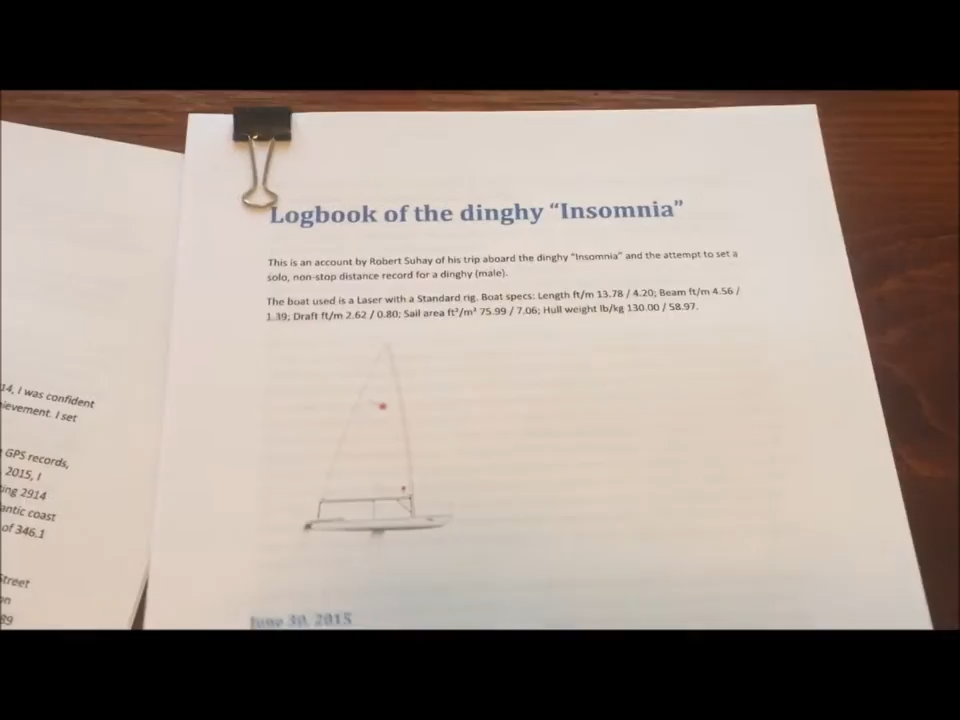 14, I was confident
ievement. I set
GPS records,
2015, I
ing 2914
antic coast
of 346.1
Street
on
89
Logbook of the dinghy “Insomnia”
This is an account by Robert Suhay of his trip aboard the dinghy “Insomnia” and the attempt to set a
solo, non-stop distance record for a dinghy (male).
The boat used is a Laser with a Standard rig. Boat specs: Length ft/m 13.78 / 4.20; Beam ft/m 4.56 /
1.39; Draft ft/m 2.62 / 0.80; Sail area ft²/m² 75.99 / 7.06; Hull weight lb/kg 130.00 / 58.97.
June 30, 2015